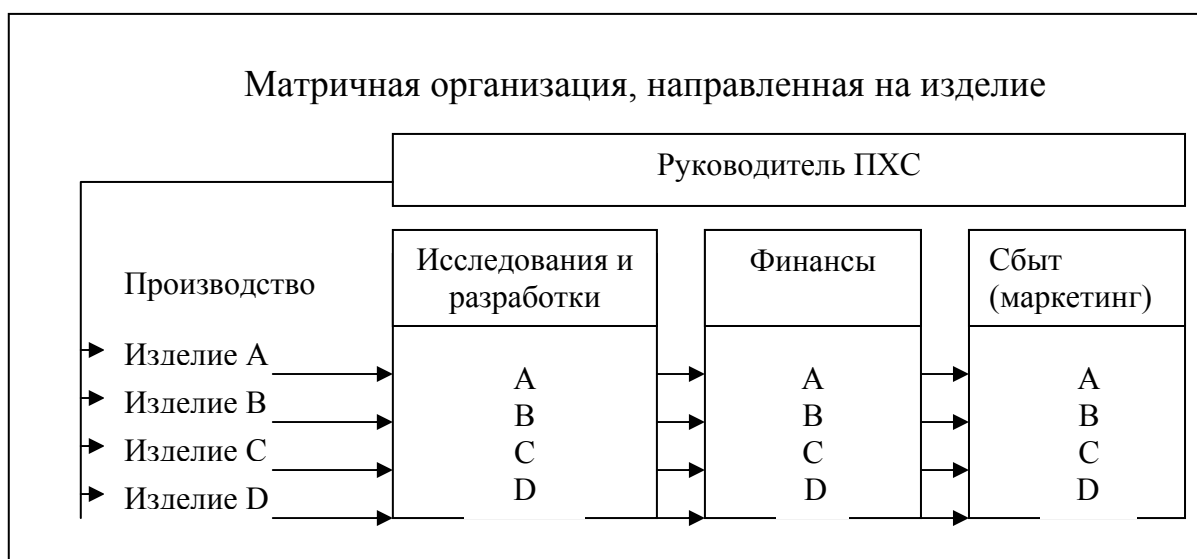 Матричная организация, направленная на изделие
Руководитель ПХС
Производство
Исследования и
разработки
Финансы
Сбыт
(маркетинг)
Изделие A
Изделие B
Изделие C
Изделие D
A
B
C
D
A
B
C
D
A
B
C
D